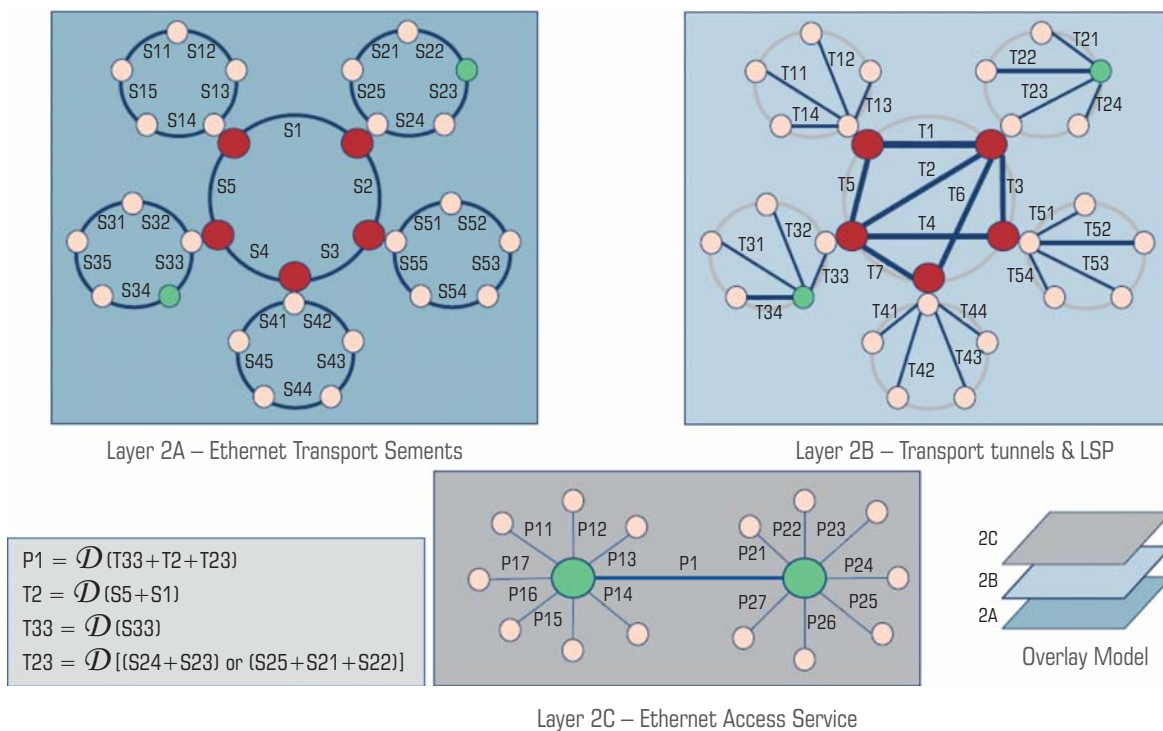 S11 S12
S15 S13
S14
S21 S22
S25 S23
S24
S1
S5 S2
S4 S3
S31 S32
S35 S33
S34
S51 S52
S55 S53
S54
S41 S42
S45 S43
S44
Layer 2A – Ethernet Transport Sements
T12
T11
T13
T14
T21
T22
T23
T24
T1
T2
T5 T6 T3
T4
T7
T32
T31
T33
T34
T51
T52
T53
T54
T41 T44
T42 T43
Layer 2B – Transport tunnels & LSP
P1 = D(T33+T2+T23)
T2 = D(S5+S1)
T33 = D(S33)
T23 = D[(S24+S23) or (S25+S21+S22)]
P11 P12
P17 P13
P16 P14
P15
P1
P22 P23
P21
P24
P27 P25
P26
Layer 2C – Ethernet Access Service
2C
2B
2A
Overlay Model